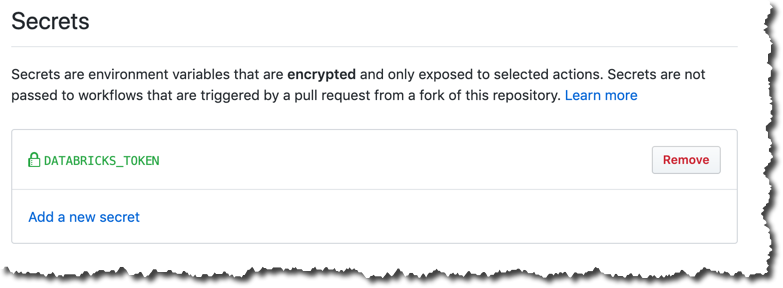 Secrets
Secrets are environment variables that are encrypted and only exposed to selected actions. Secrets are not
passed to workflows that are triggered by a pull request from a fork of this repository. Learn more
DATABRICKS_TOKEN Remove
Add a new secret